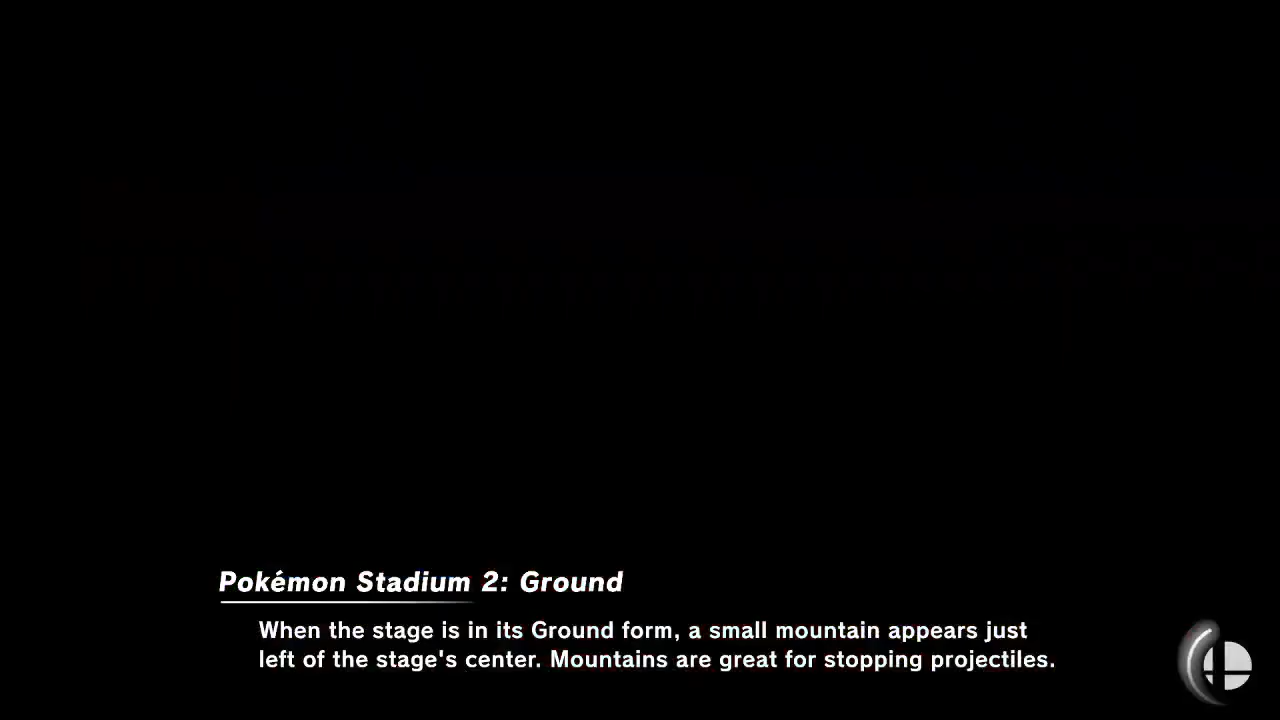 Pokémon Stadium 2: Ground
When the stage is in its Ground form, a small mountain appears just
left of the stage's center. Mountains are great for stopping projectiles.